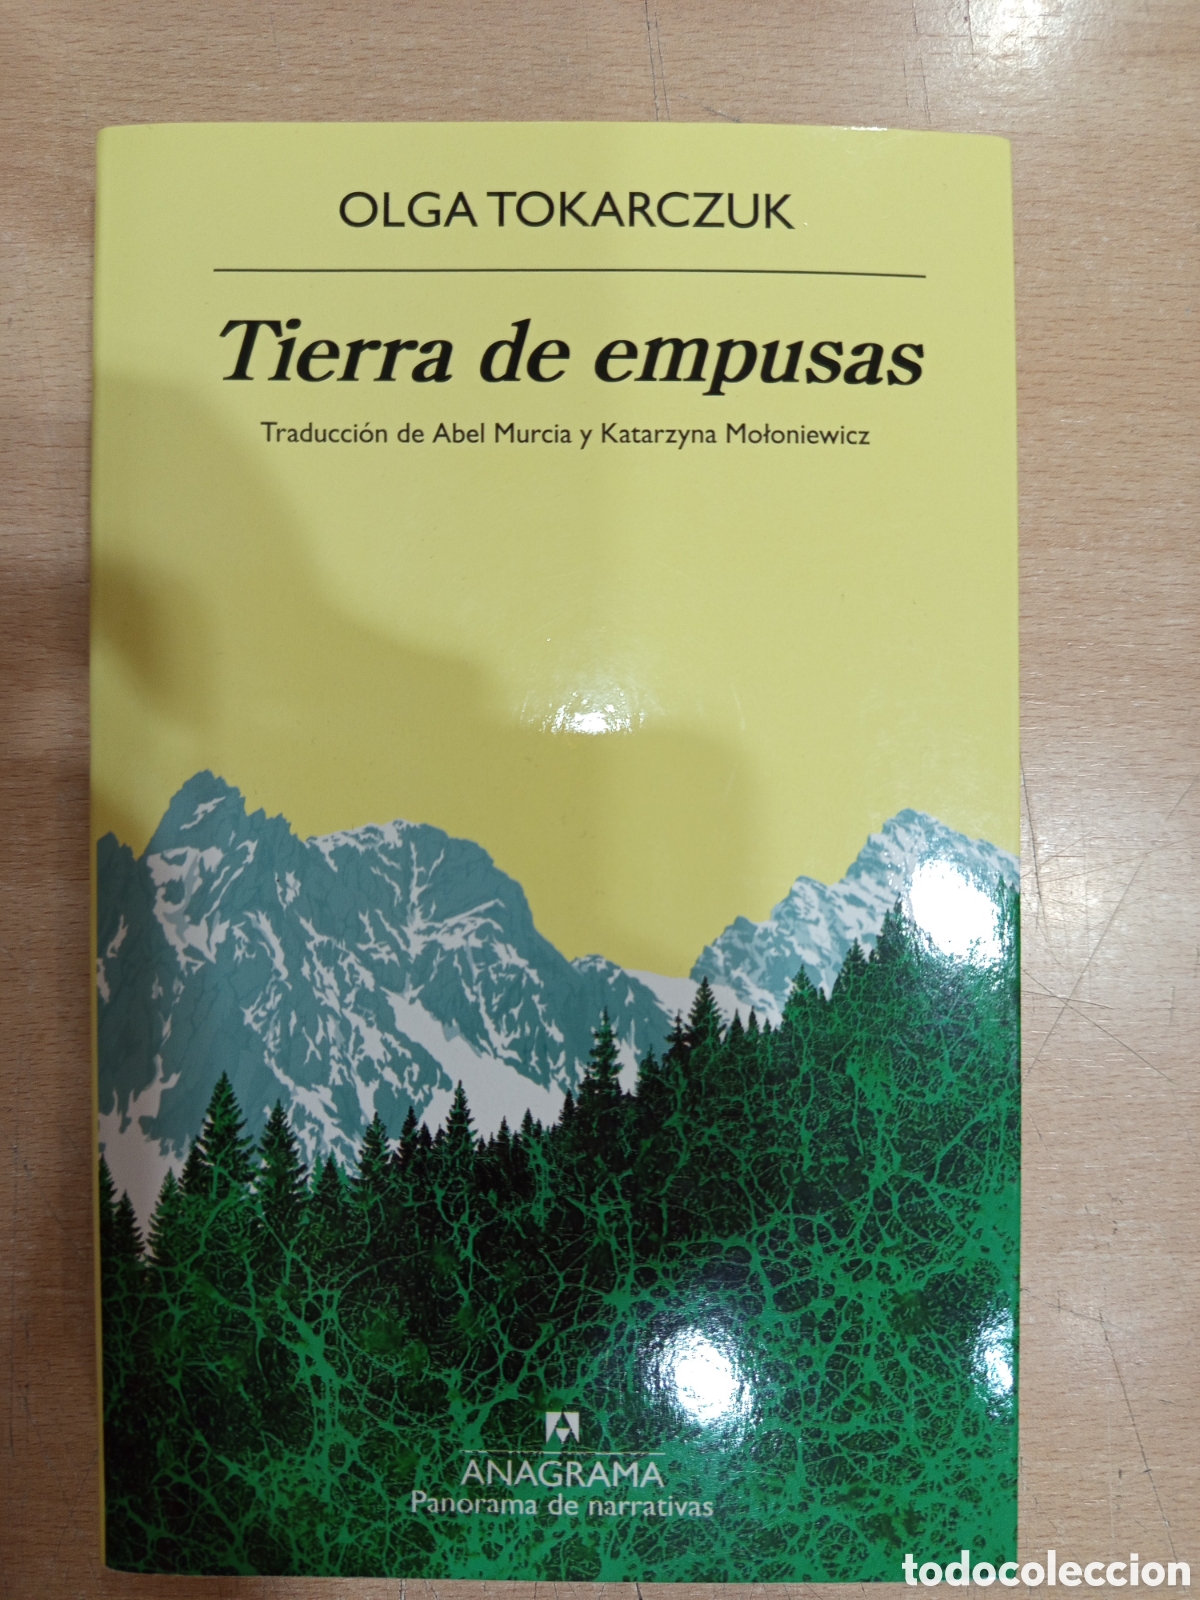 OLGA TOKARCZUK
Tierra de empusas
Traducción de Abel Murcia y Katarzyna Mołoniewicz
ANAGRAMA
Panorama de narrativas
todocoleccion